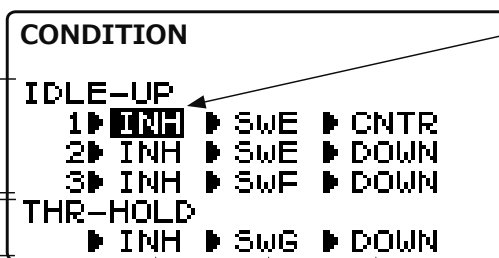 CONDITION
IDLE-UP
1▶ INH ▶ SwE ▶ CNTR
2▶ INH ▶ SwE ▶ DOWN
3▶ INH ▶ SwF ▶ DOWN
THR-HOLD
▶ INH ▶ SwG ▶ DOWN